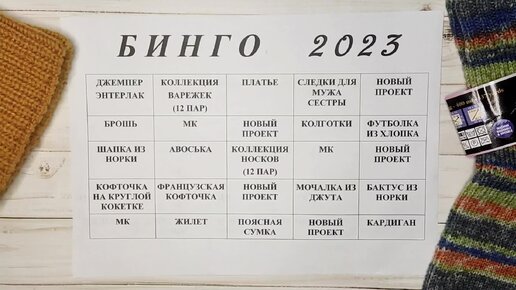 БИНГО 2023
ДЖЕМПЕР ЭНТЕРЛАК
КОЛЛЕКЦИЯ ВАРЕЖЕК (12 ПАР)
ПЛАТЬЕ
СЛЕДКИ ДЛЯ МУЖА СЕСТРЫ
НОВЫЙ ПРОЕКТ
БРОШЬ
МК
НОВЫЙ ПРОЕКТ
КОЛГОТКИ
ФУТБОЛКА ИЗ ХЛОПКА
ШАПКА ИЗ НОРКИ
АВОСЬКА
КОЛЛЕКЦИЯ НОСКОВ (12 ПАР)
МК
НОВЫЙ ПРОЕКТ
КОФТОЧКА НА КРУГЛОЙ КОКЕТКЕ
ФРАНЦУЗСКАЯ КОФТОЧКА
НОВЫЙ ПРОЕКТ
МОЧАЛКА ИЗ ДЖУТА
БАКТУС ИЗ НОРКИ
МК
ЖИЛЕТ
ПОЯСНАЯ СУМКА
НОВЫЙ ПРОЕКТ
КАРДИГАН